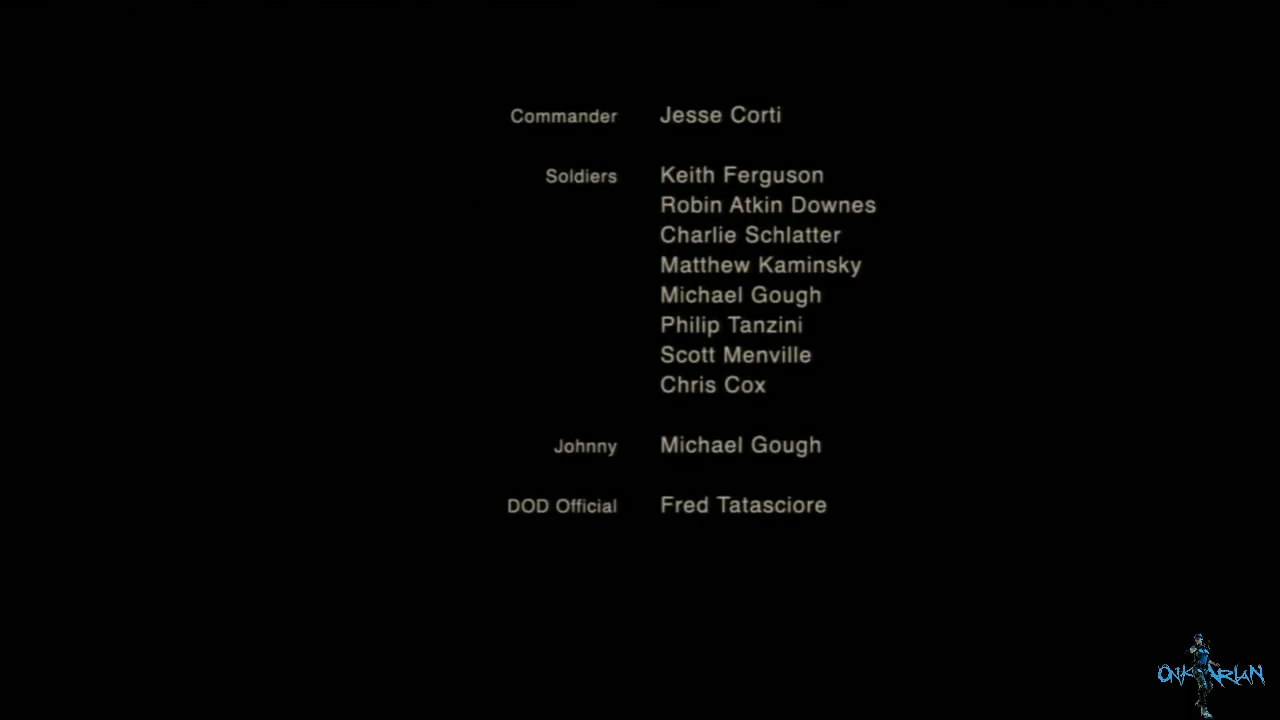 Commander Jesse Corti
Soldiers Keith Ferguson
Robin Atkin Downes
Charlie Schlatter
Matthew Kaminsky
Michael Gough
Philip Tanzini
Scott Menville
Chris Cox
Johnny Michael Gough
DOD Official Fred Tatasciore